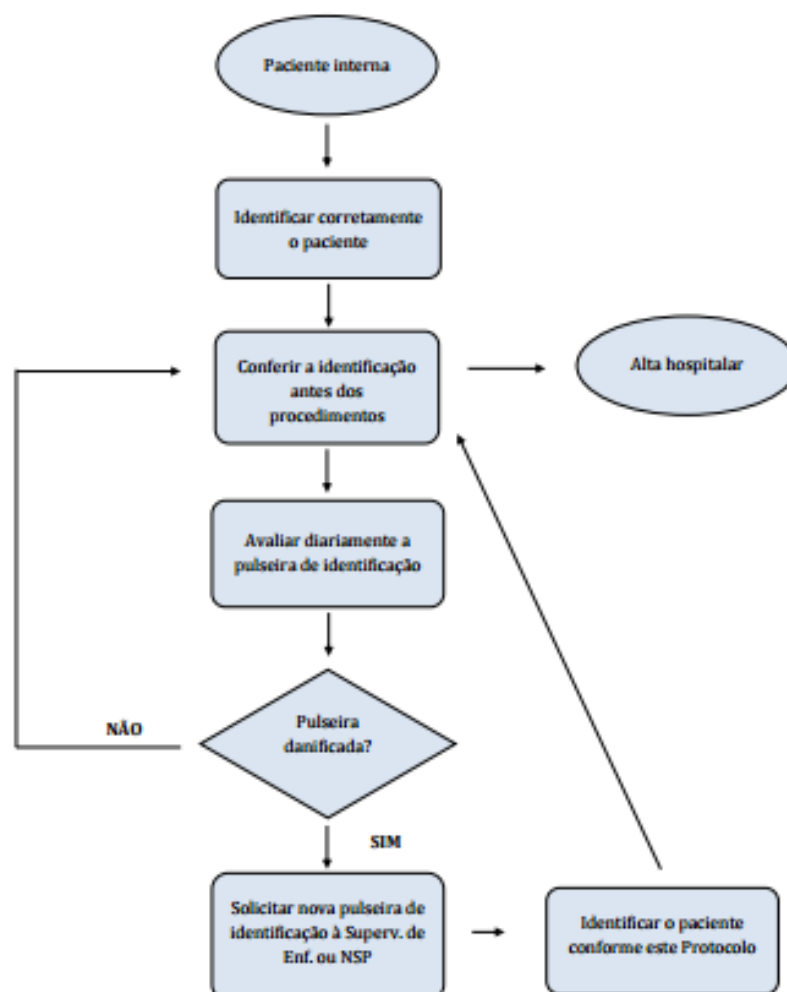 Paciente interna
Identificar corretamente
o paciente
Conferir a identificação
antes dos
procedimentos
Alta hospitalar
Avaliar diariamente a
pulseira de identificação
Pulseira
danificada?
NÃO
SIM
Solicitar nova pulseira de
identificação à Superv. de
Enf. ou NSP
Identificar o paciente
conforme este Protocolo